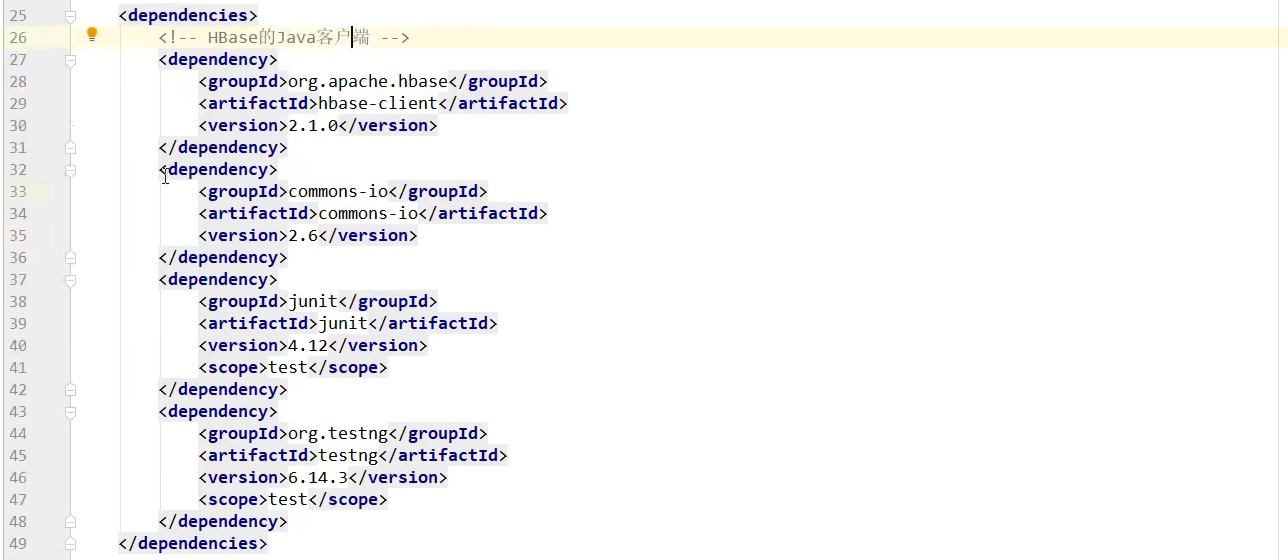 25 <dependencies>
26 <!-- HBase的Java客户端 -->
27 <dependency>
28 <groupId>org.apache.hbase</groupId>
29 <artifactId>hbase-client</artifactId>
30 <version>2.1.0</version>
31 </dependency>
32 <dependency>
33 <groupId>commons-io</groupId>
34 <artifactId>commons-io</artifactId>
35 <version>2.6</version>
36 </dependency>
37 <dependency>
38 <groupId>junit</groupId>
39 <artifactId>junit</artifactId>
40 <version>4.12</version>
41 <scope>test</scope>
42 </dependency>
43 <dependency>
44 <groupId>org.testng</groupId>
45 <artifactId>testng</artifactId>
46 <version>6.14.3</version>
47 <scope>test</scope>
48 </dependency>
49 </dependencies>